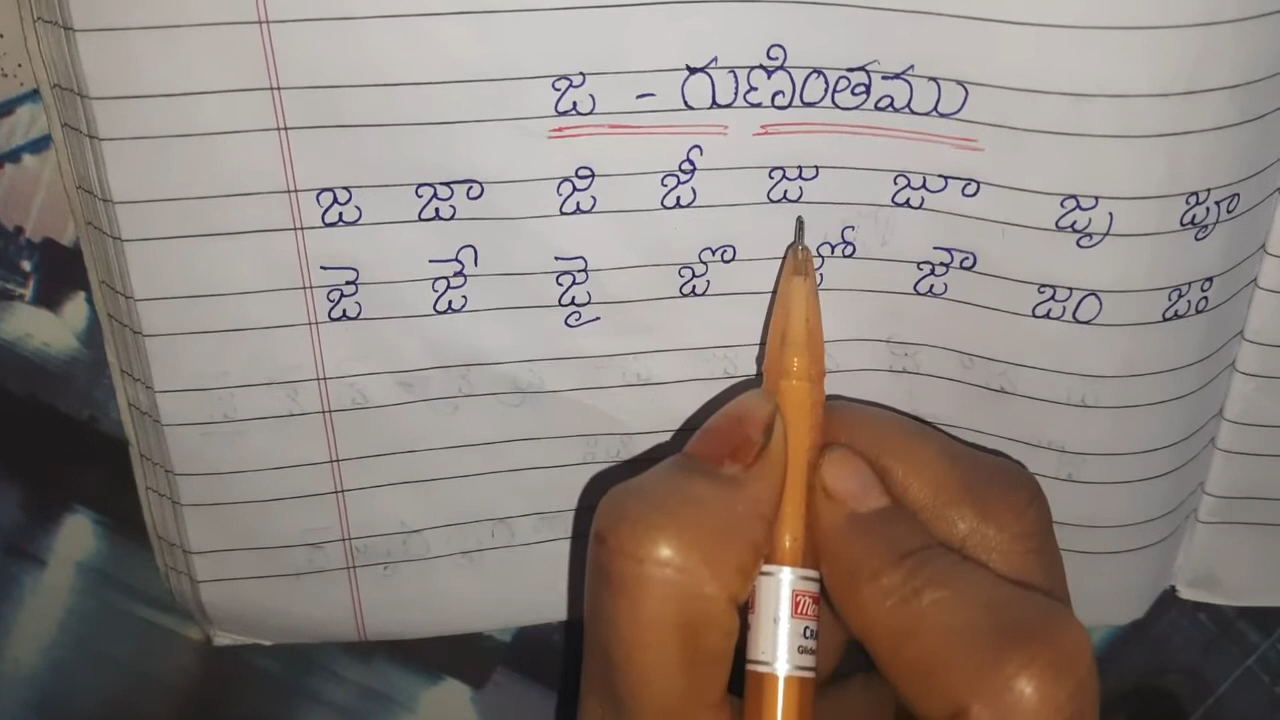 జ - గుణింతము
జ జా జి జీ జు జూ జృ జౄ
జె జే జై జొ జో జౌ జం జః